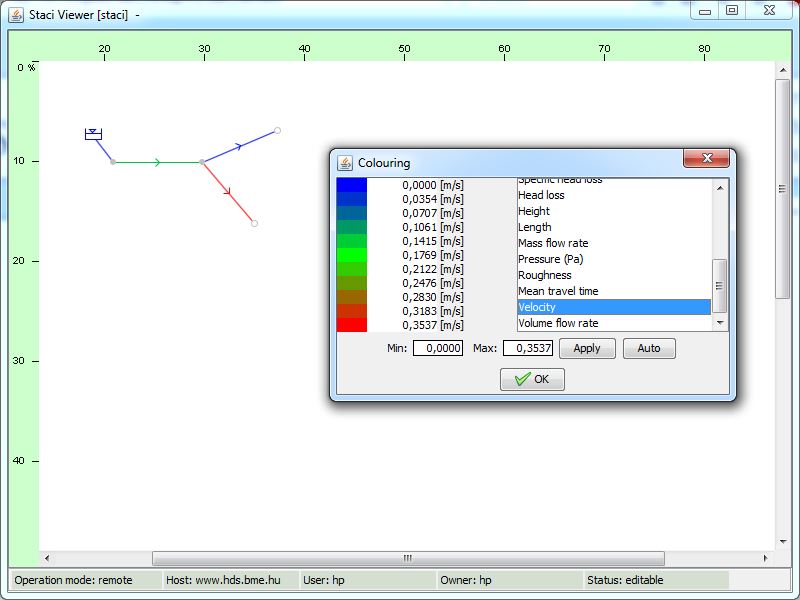 Staci Viewer [staci]  -
20 30 40 50 60 70 80
0 %
10
20
30
40
Colouring
0,0000 [m/s]
0,0354 [m/s]
0,0707 [m/s]
0,1061 [m/s]
0,1415 [m/s]
0,1769 [m/s]
0,2122 [m/s]
0,2476 [m/s]
0,2830 [m/s]
0,3183 [m/s]
0,3537 [m/s]
Specific head loss
Head loss
Height
Length
Mass flow rate
Pressure (Pa)
Roughness
Mean travel time
Velocity
Volume flow rate
Min: 0,0000 Max: 0,3537 Apply Auto
OK
Operation mode: remote Host: www.hds.bme.hu User: hp Owner: hp Status: editable